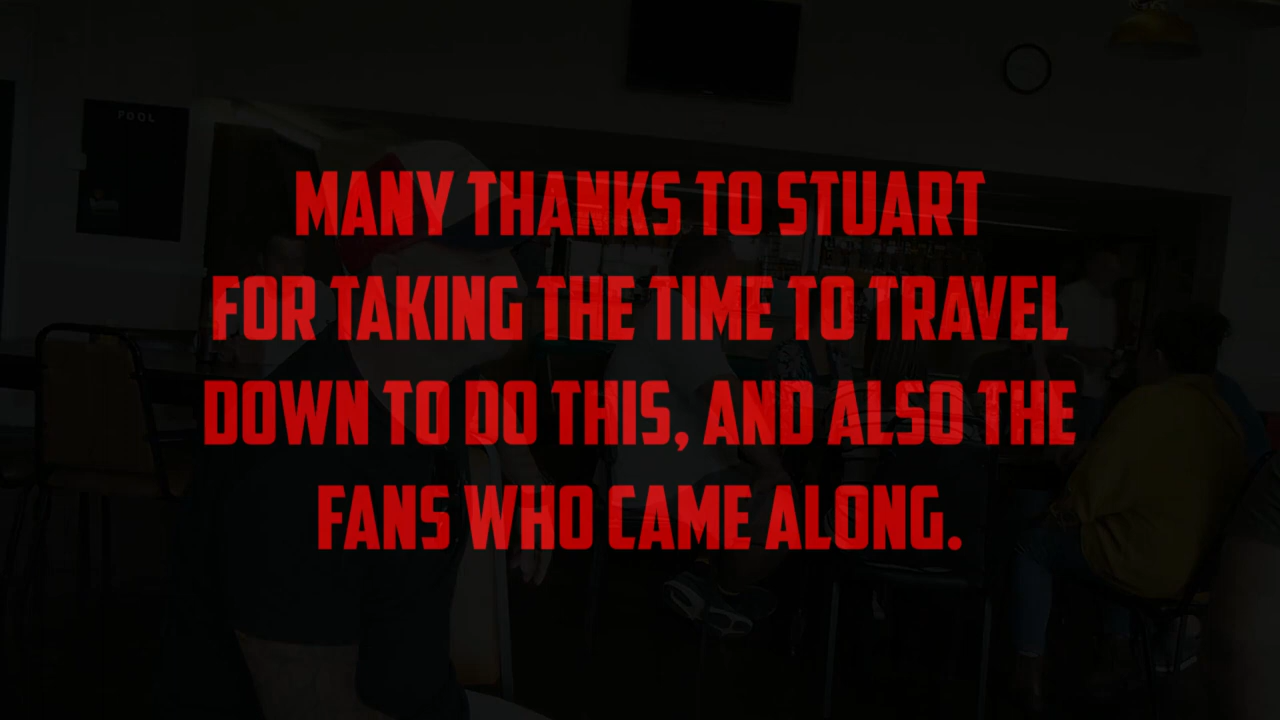 POOL
MANY THANKS TO STUART
FOR TAKING THE TIME TO TRAVEL
DOWN TO DO THIS, AND ALSO THE
FANS WHO CAME ALONG.